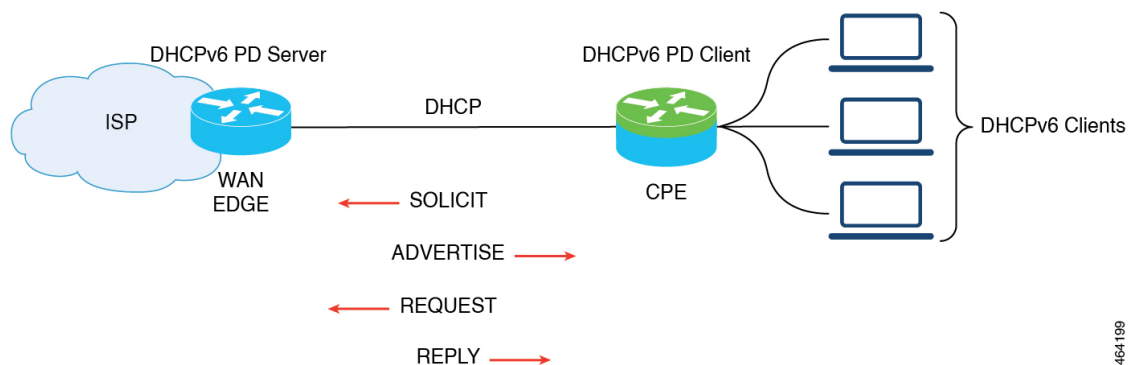 DHCPv6 PD Server
DHCPv6 PD Client
ISP
DHCP
DHCPv6 Clients
WAN
EDGE
CPE
SOLICIT
ADVERTISE
REQUEST
REPLY
464199